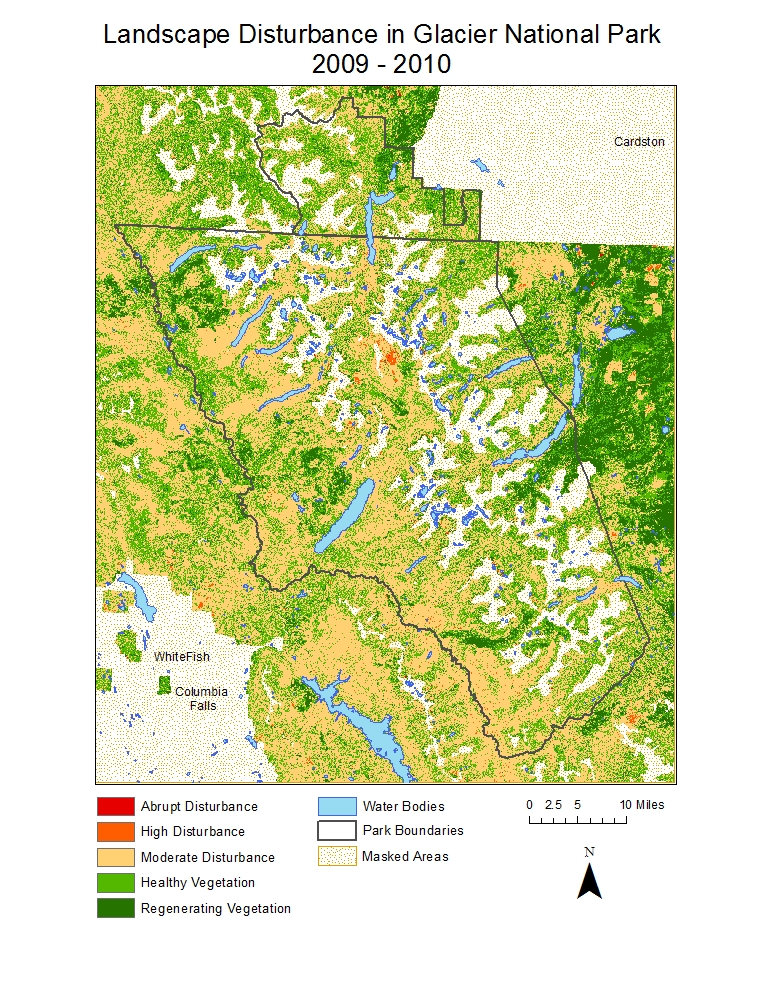 Landscape Disturbance in Glacier National Park
2009 - 2010
Cardston
WhiteFish
Columbia
Falls
Abrupt Disturbance
High Disturbance
Moderate Disturbance
Healthy Vegetation
Regenerating Vegetation
Water Bodies
Park Boundaries
Masked Areas
0 2.5 5 10 Miles
N